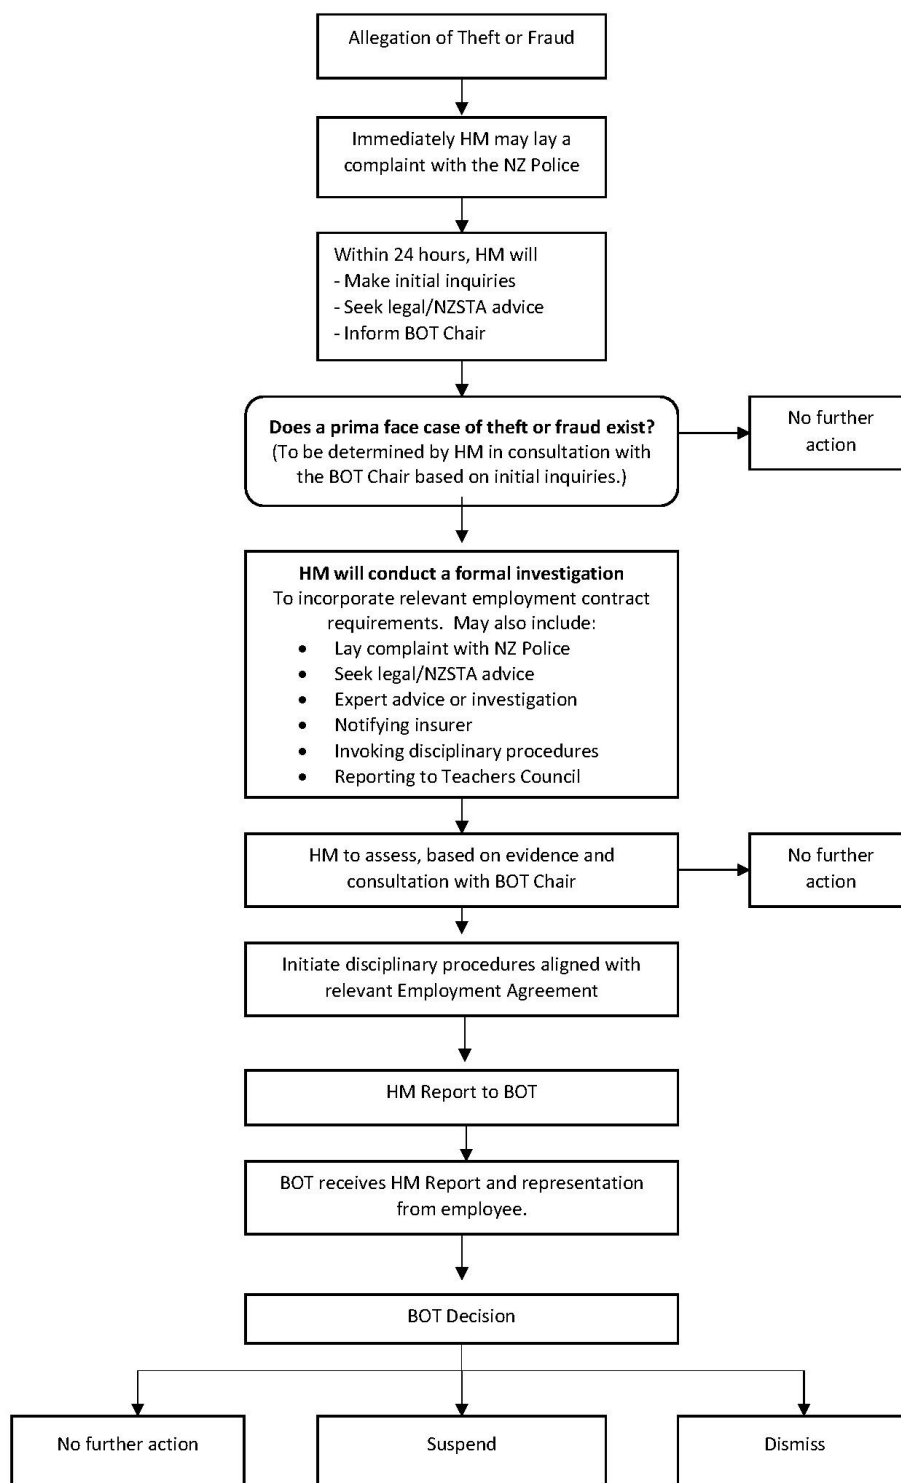 Allegation of Theft or Fraud
Immediately HM may lay a
complaint with the NZ Police
Within 24 hours, HM will
- Make initial inquiries
- Seek legal/NZSTA advice
- Inform BOT Chair
Does a prima face case of theft or fraud exist?
(To be determined by HM in consultation with
the BOT Chair based on initial inquiries.)
No further
action
HM will conduct a formal investigation
To incorporate relevant employment contract
requirements. May also include:
• Lay complaint with NZ Police
• Seek legal/NZSTA advice
• Expert advice or investigation
• Notifying insurer
• Invoking disciplinary procedures
• Reporting to Teachers Council
HM to assess, based on evidence and
consultation with BOT Chair
No further
action
Initiate disciplinary procedures aligned with
relevant Employment Agreement
HM Report to BOT
BOT receives HM Report and representation
from employee.
BOT Decision
No further action
Suspend
Dismiss